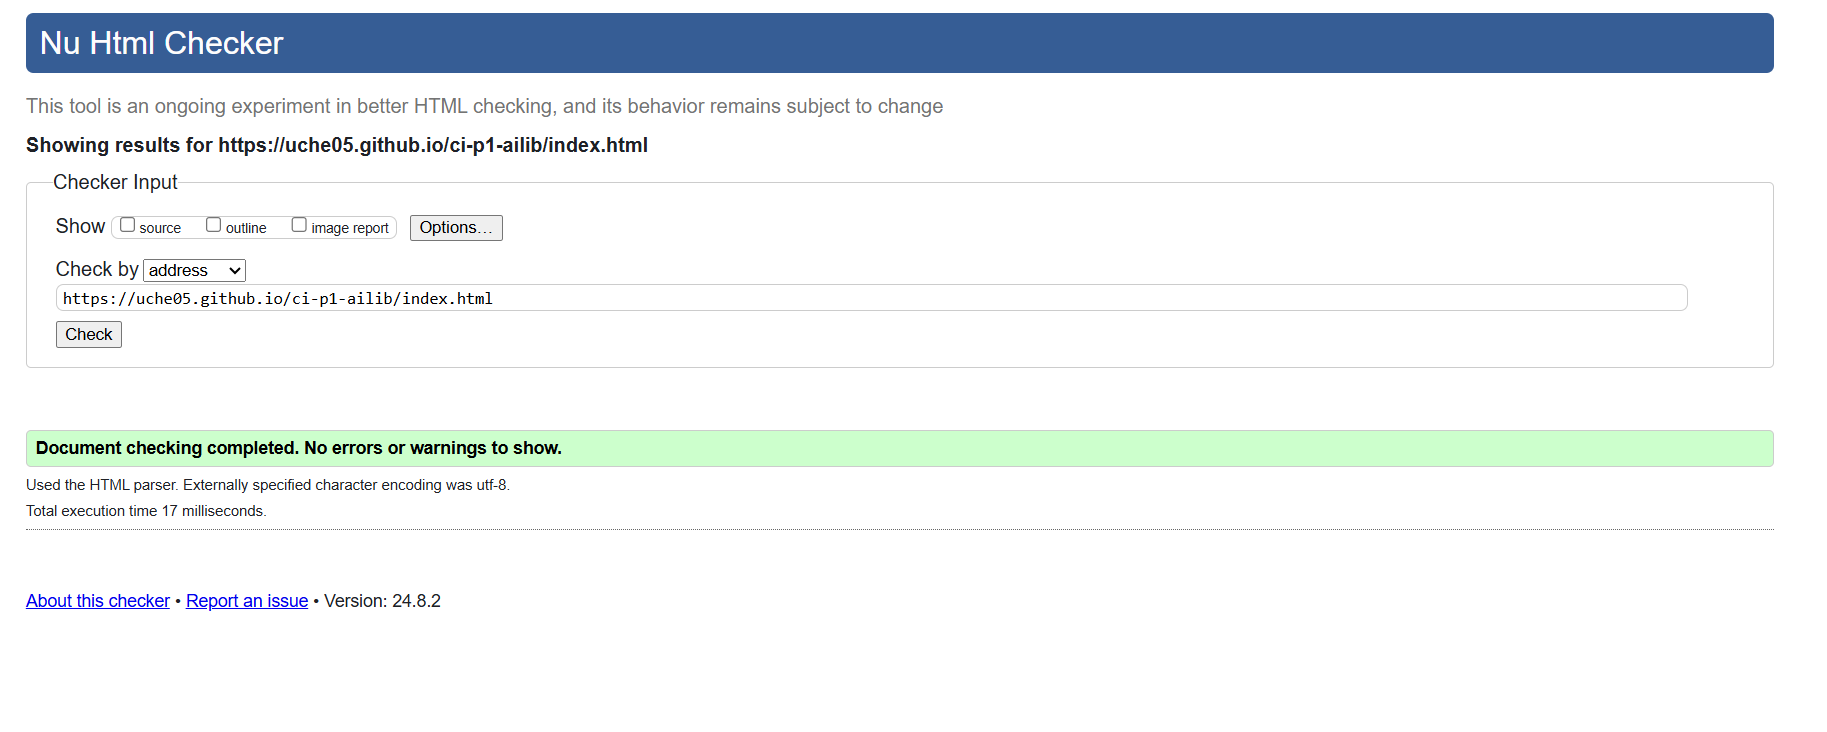 Nu Html Checker
This tool is an ongoing experiment in better HTML checking, and its behavior remains subject to change
Showing results for https://uche05.github.io/ci-p1-ailib/index.html
Checker Input
Show source outline image report Options...
Check by address
https://uche05.github.io/ci-p1-ailib/index.html
Check
Document checking completed. No errors or warnings to show.
Used the HTML parser. Externally specified character encoding was utf-8.
Total execution time 17 milliseconds.
About this checker • Report an issue • Version: 24.8.2